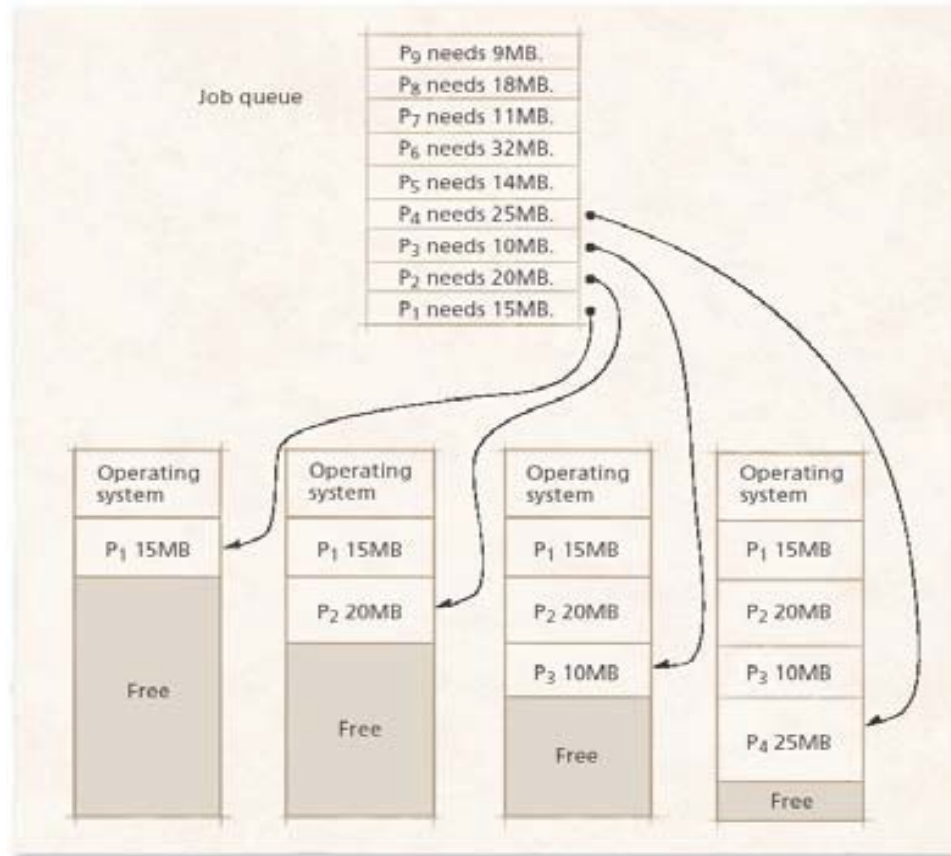 Job queue
P₉ needs 9MB.
P₈ needs 18MB.
P₇ needs 11MB.
P₆ needs 32MB.
P₅ needs 14MB.
P₄ needs 25MB.
P₃ needs 10MB.
P₂ needs 20MB.
P₁ needs 15MB.
Operating
system
P₁ 15MB
Free
Operating
system
P₁ 15MB
P₂ 20MB
Free
Operating
system
P₁ 15MB
P₂ 20MB
P₃ 10MB
Free
Operating
system
P₁ 15MB
P₂ 20MB
P₃ 10MB
P₄ 25MB
Free